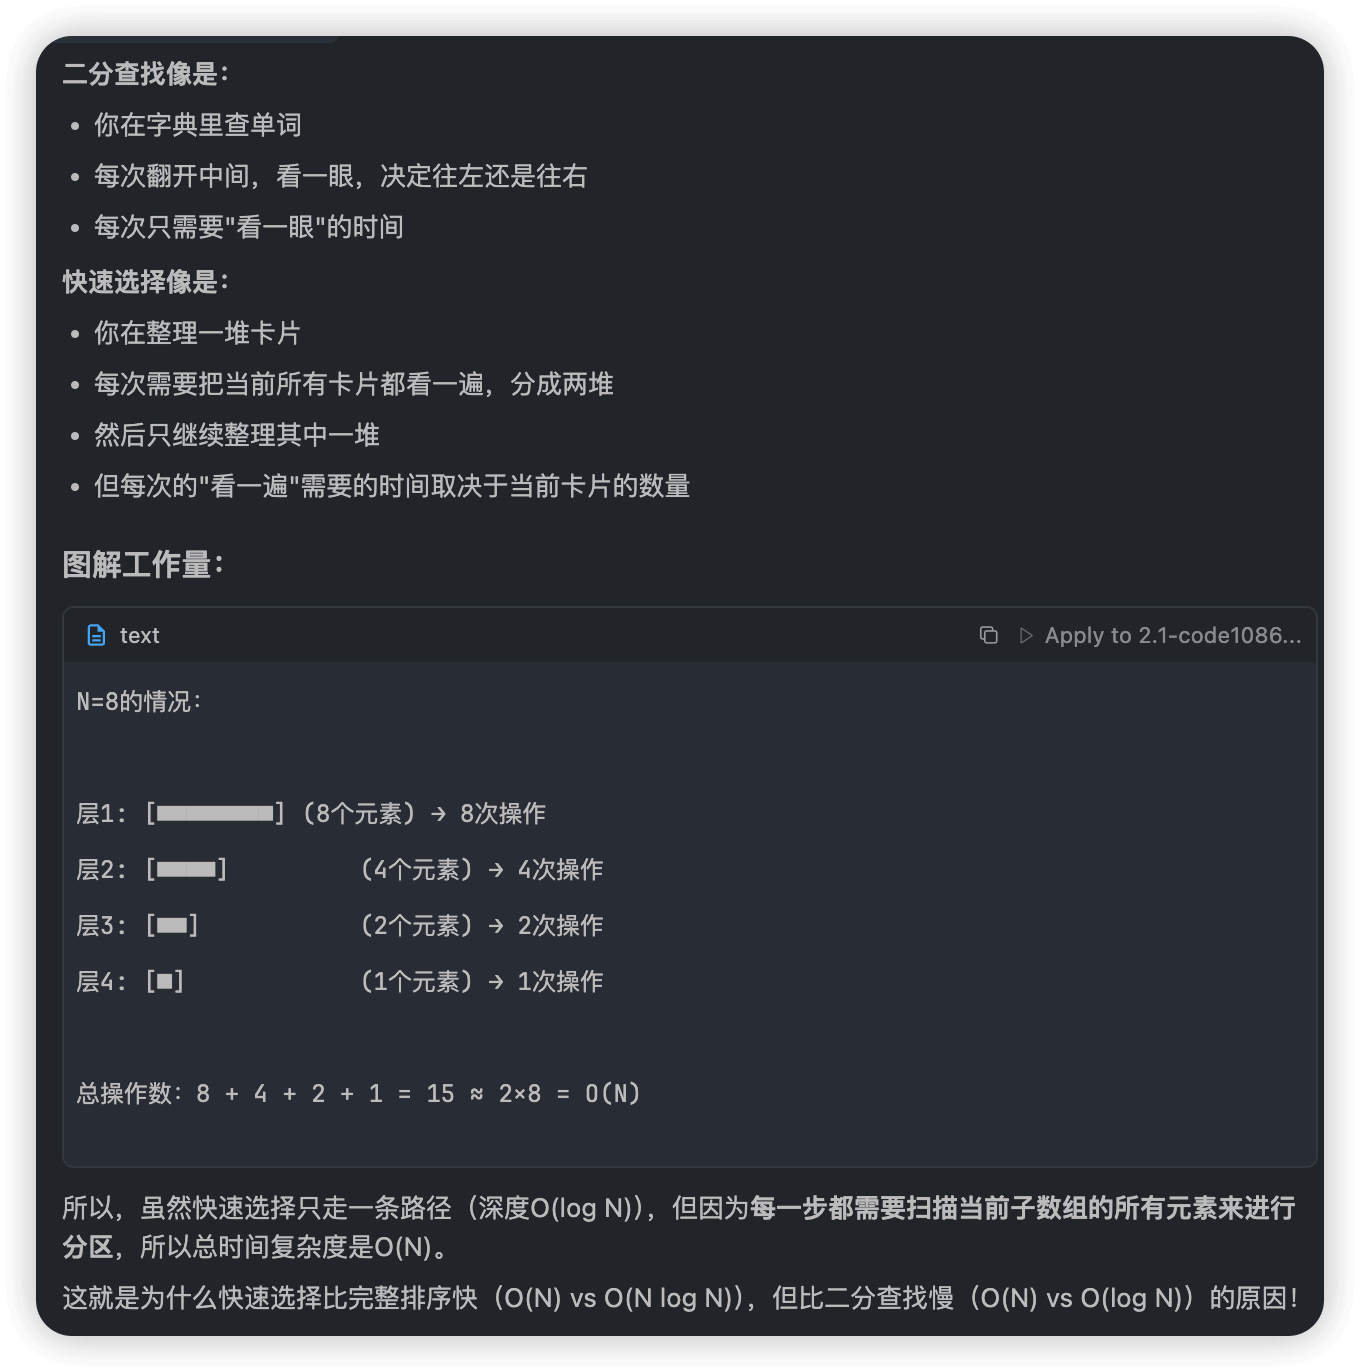 二分查找像是：
• 你在字典里查单词
• 每次翻开中间，看一眼，决定往左还是往右
• 每次只需要"看一眼"的时间
快速选择像是：
• 你在整理一堆卡片
• 每次需要把当前所有卡片都看一遍，分成两堆
• 然后只继续整理其中一堆
• 但每次的"看一遍"需要的时间取决于当前卡片的数量
图解工作量：
text Apply to 2.1-code1086...
N=8的情况：
层1: [■■■■■■■■] (8个元素) → 8次操作
层2: [■■■■] (4个元素) → 4次操作
层3: [■■] (2个元素) → 2次操作
层4: [■] (1个元素) → 1次操作
总操作数：8 + 4 + 2 + 1 = 15 ≈ 2×8 = O(N)
所以，虽然快速选择只走一条路径（深度O(log N)），但因为每一步都需要扫描当前子数组的所有元素来进行
分区，所以总时间复杂度是O(N)。
这就是为什么快速选择比完整排序快（O(N) vs O(N log N)），但比二分查找慢（O(N) vs O(log N)）的原因！